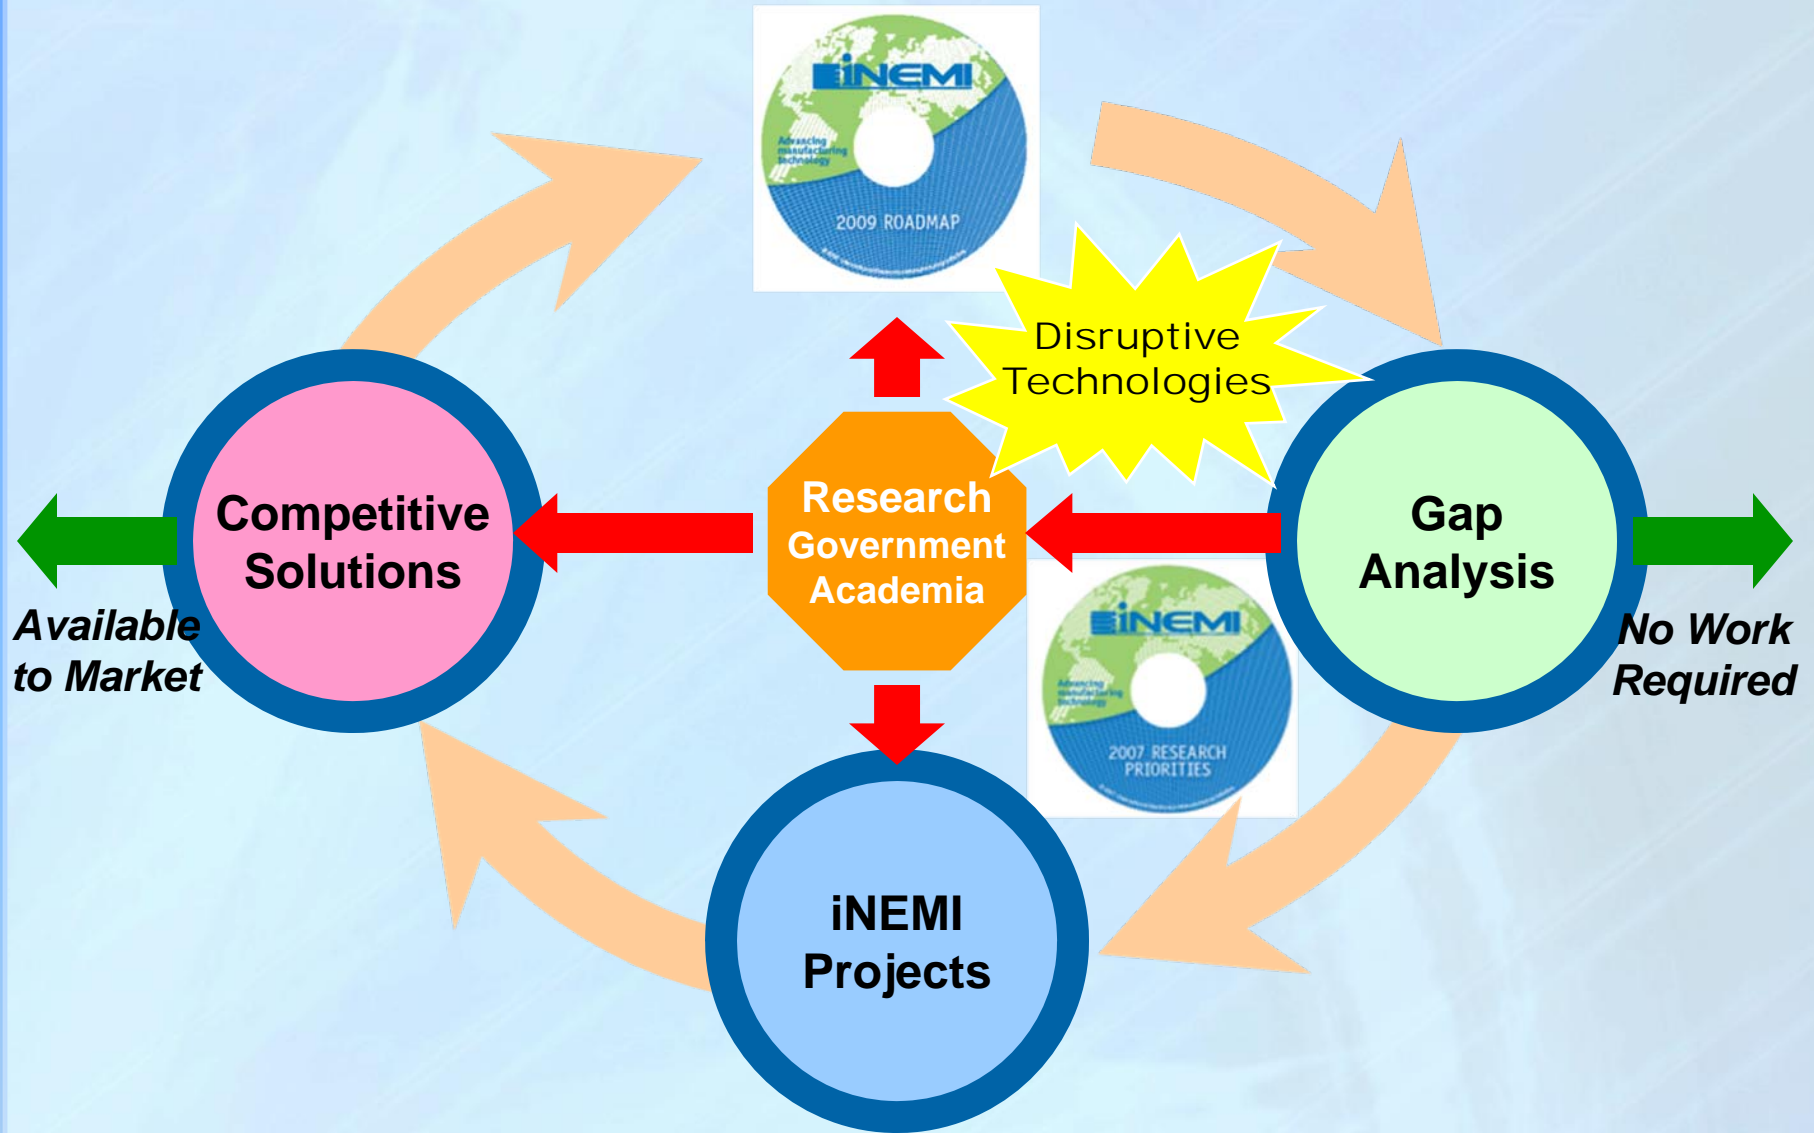 iNEMI
Advancing
manufacturing
technology
2009 ROADMAP
Disruptive
Technologies
Competitive
Solutions
Research
Government
Academia
Gap
Analysis
Available
to Market
No Work
Required
iNEMI
Advancing
manufacturing
technology
2007 RESEARCH
PRIORITIES
iNEMI
Projects